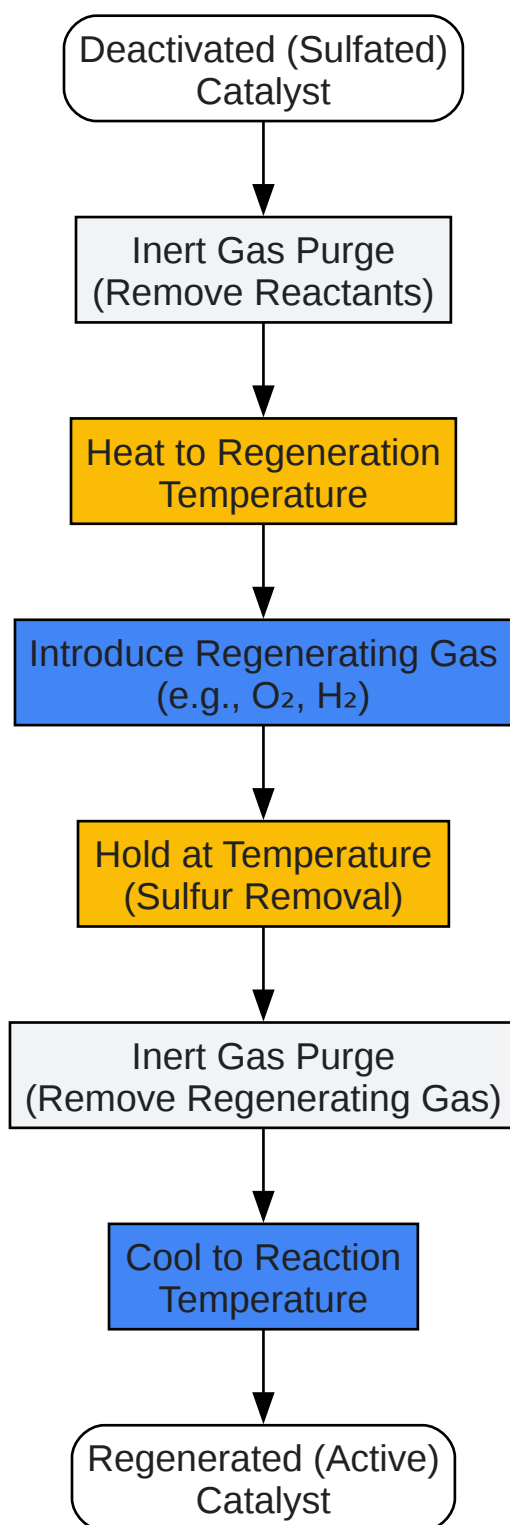 Deactivated (Sulfated)
Catalyst
Inert Gas Purge
(Remove Reactants)
Heat to Regeneration
Temperature
Introduce Regenerating Gas
(e.g., O₂, H₂)
Hold at Temperature
(Sulfur Removal)
Inert Gas Purge
(Remove Regenerating Gas)
Cool to Reaction
Temperature
Regenerated (Active)
Catalyst